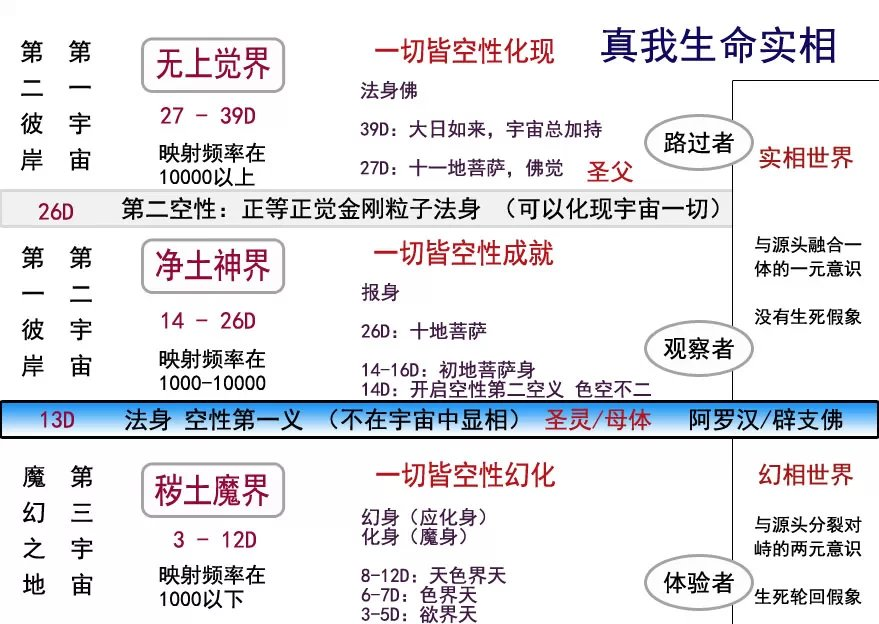 真我生命实相
第二彼岸
第一宇宙
无上觉界
27 - 39D
映射频率在
10000以上
一切皆空性化现
法身佛
39D：大日如来，宇宙总加持
27D：十一地菩萨，佛觉 圣父
路过者
实相世界
26D 第二空性：正等正觉金刚粒子法身 （可以化现宇宙一切）
第一彼岸
第二宇宙
净土神界
14 - 26D
映射频率在
1000-10000
一切皆空性成就
报身
26D：十地菩萨
14-16D：初地菩萨身
14D：开启空性第二空义 色空不二
观察者
与源头融合一
体的一元意识
没有生死假象
13D 法身 空性第一义 （不在宇宙中显相） 圣灵/母体 阿罗汉/辟支佛
魔幻之地
第三宇宙
秽土魔界
3 - 12D
映射频率在
1000以下
一切皆空性幻化
幻身（应化身）
化身（魔身）
8-12D：天色界天
6-7D：色界天
3-5D：欲界天
体验者
幻相世界
与源头分裂对
峙的两元意识
生死轮回假象